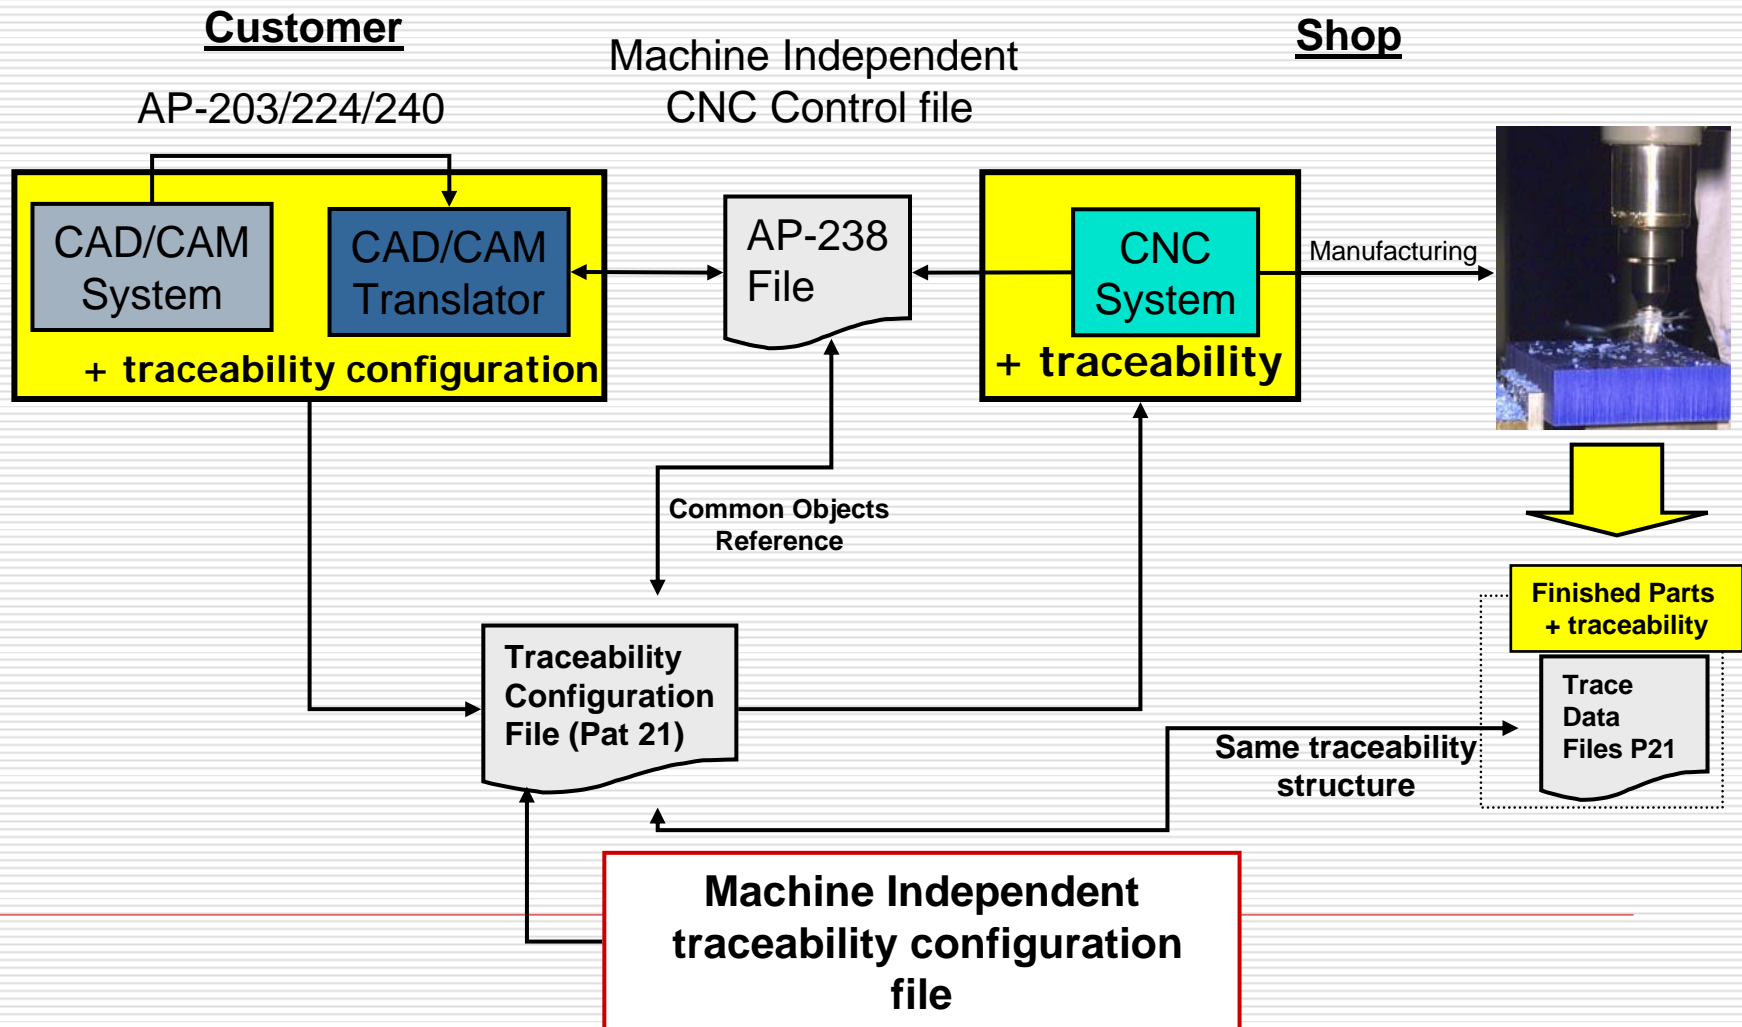 Customer
Machine Independent
CNC Control file
Shop
AP-203/224/240
CAD/CAM
System
CAD/CAM
Translator
+ traceability configuration
AP-238
File
CNC
System
+ traceability
Manufacturing
Common Objects
Reference
Traceability
Configuration
File (Pat 21)
Finished Parts
+ traceability
Trace
Data
Files P21
Same traceability
structure
Machine Independent
traceability configuration
file